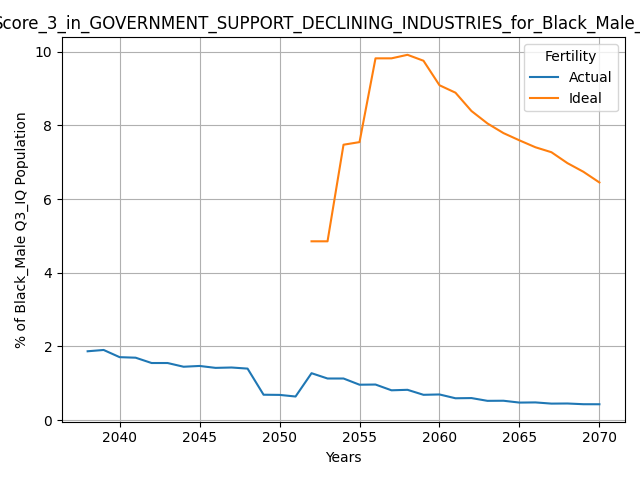 Score_3_in_GOVERNMENT_SUPPORT_DECLINING_INDUSTRIES_for_Black_Male_
Fertility
Actual
Ideal
10
8
6
4
2
0
% of Black_Male Q3_IQ Population
2040 2045 2050 2055 2060 2065 2070
Years